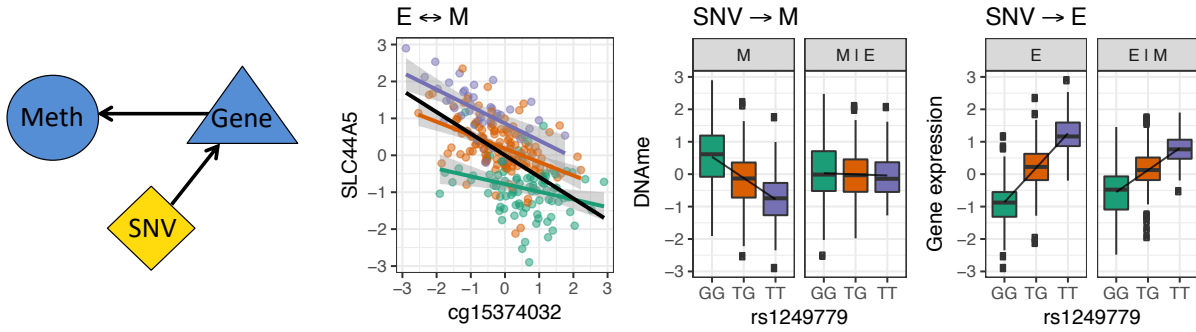 Meth
Gene
SNV
E ↔ M
SLC44A5
3
2
1
0
−1
−2
−3
−3 −2 −1 0 1 2 3
cg15374032
SNV → M
M
M I E
DNAme
3
2
1
0
−1
−2
−3
GG TG TT GG TG TT
rs1249779
SNV → E
E
E I M
Gene expression
3
2
1
0
−1
−2
−3
GG TG TT GG TG TT
rs1249779